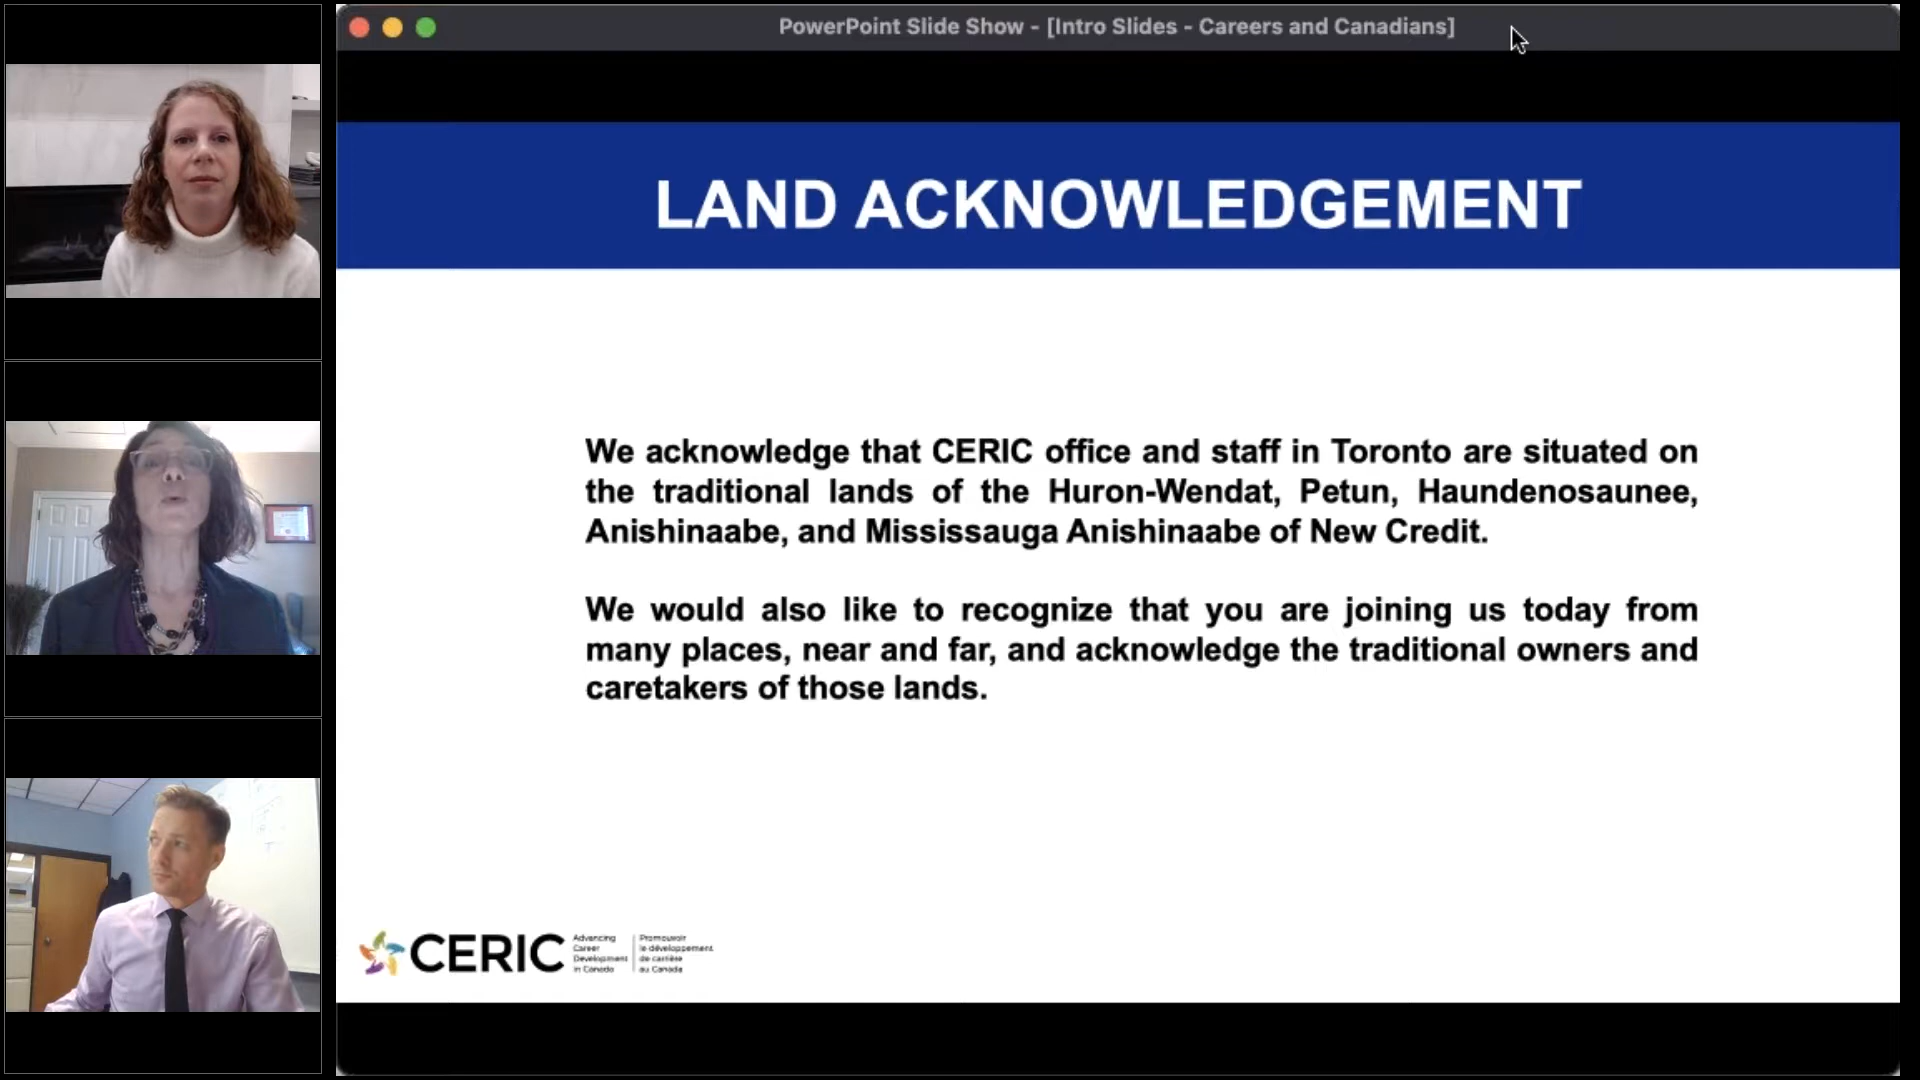 PowerPoint Slide Show - [Intro Slides - Careers and Canadians]
LAND ACKNOWLEDGEMENT
We acknowledge that CERIC office and staff in Toronto are situated on
the traditional lands of the Huron-Wendat, Petun, Haundenosaunee,
Anishinaabe, and Mississauga Anishinaabe of New Credit.
We would also like to recognize that you are joining us today from
many places, near and far, and acknowledge the traditional owners and
caretakers of those lands.
CERIC
Advancing
Career
Development
in Canada
Promouvoir
le développement
de carrière
au Canada